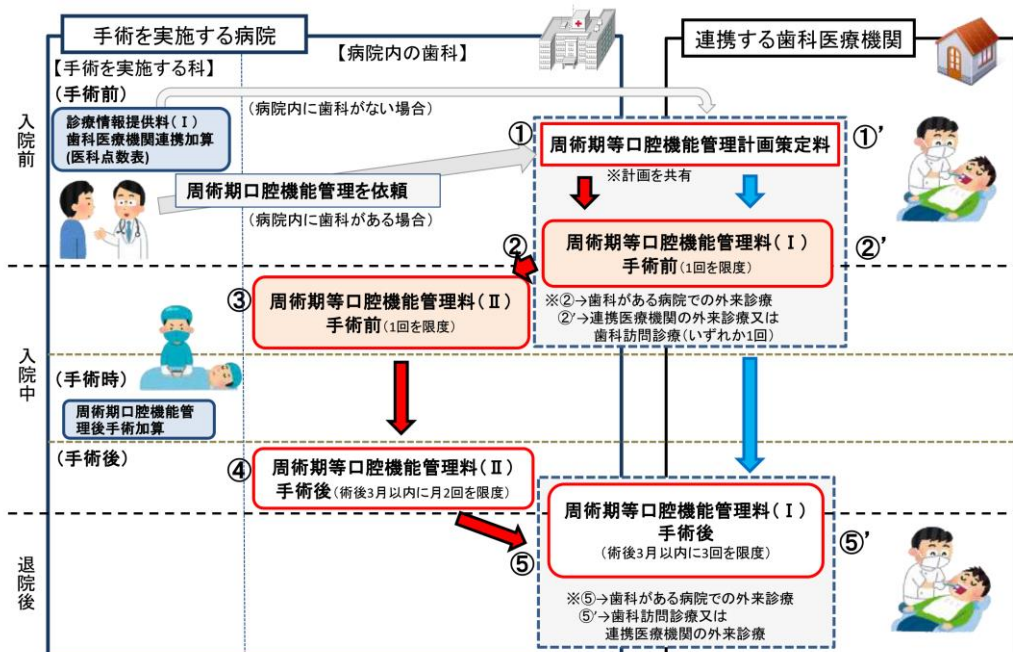 手術を実施する病院
連携する歯科医療機関
【病院内の歯科】
【手術を実施する科】
(手術前)
(病院内に歯科がない場合)
入院前
診療情報提供料(Ⅰ)
歯科医療機関連携加算
(医科点数表)
① 周術期等口腔機能管理計画策定料 ①’
※計画を共有
周術期口腔機能管理を依頼
(病院内に歯科がある場合)
② 周術期等口腔機能管理料(Ⅰ) ②’
手術前(1回を限度)
③ 周術期等口腔機能管理料(Ⅱ)
手術前(1回を限度)
※②→歯科がある病院での外来診療
②’→連携医療機関の外来診療又は
歯科訪問診療(いずれか1回)
入院中
(手術時)
周術期口腔機能管
理後手術加算
(手術後)
④ 周術期等口腔機能管理料(Ⅱ)
手術後(術後3月以内に月2回を限度)
周術期等口腔機能管理料(Ⅰ)
手術後
(術後3月以内に3回を限度)
⑤ ⑤’
退院後
※⑤→歯科がある病院での外来診療
⑤’→歯科訪問診療又は
連携医療機関の外来診療